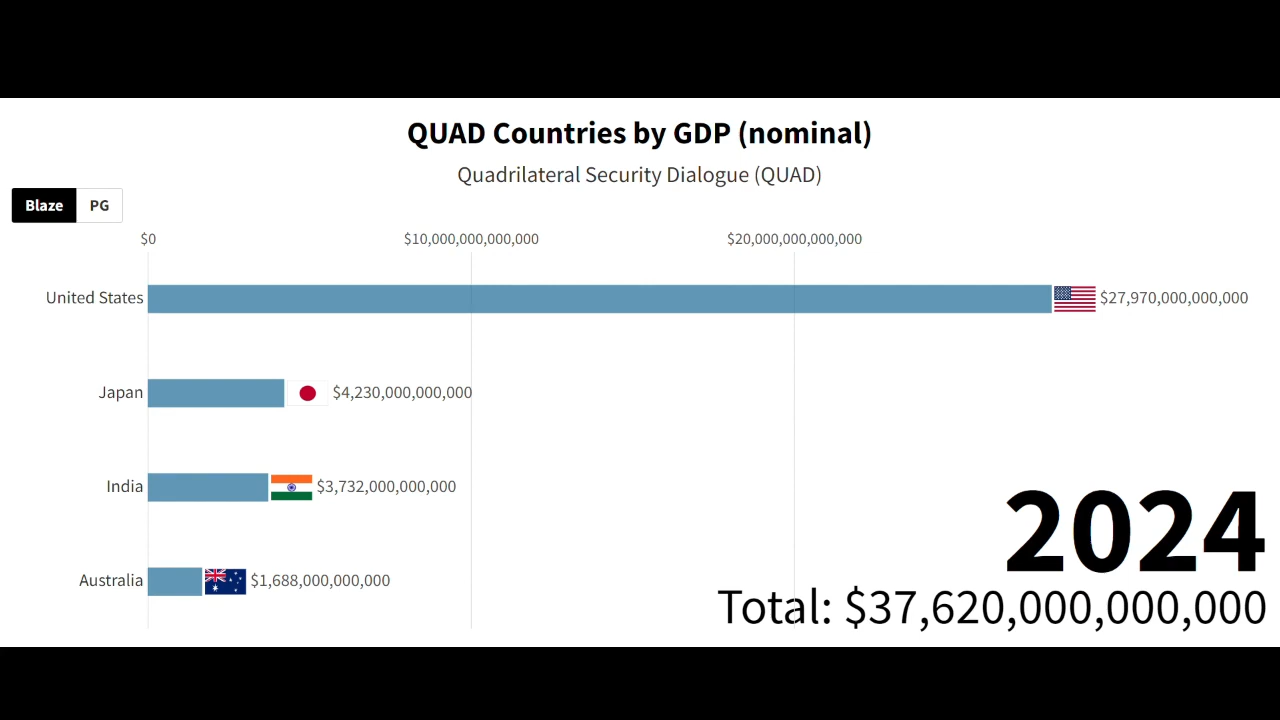 QUAD Countries by GDP (nominal)
Quadrilateral Security Dialogue (QUAD)
Blaze PG
$0 $10,000,000,000,000 $20,000,000,000,000
United States $27,970,000,000,000
Japan $4,230,000,000,000
India $3,732,000,000,000
2024
Australia $1,688,000,000,000
Total: $37,620,000,000,000